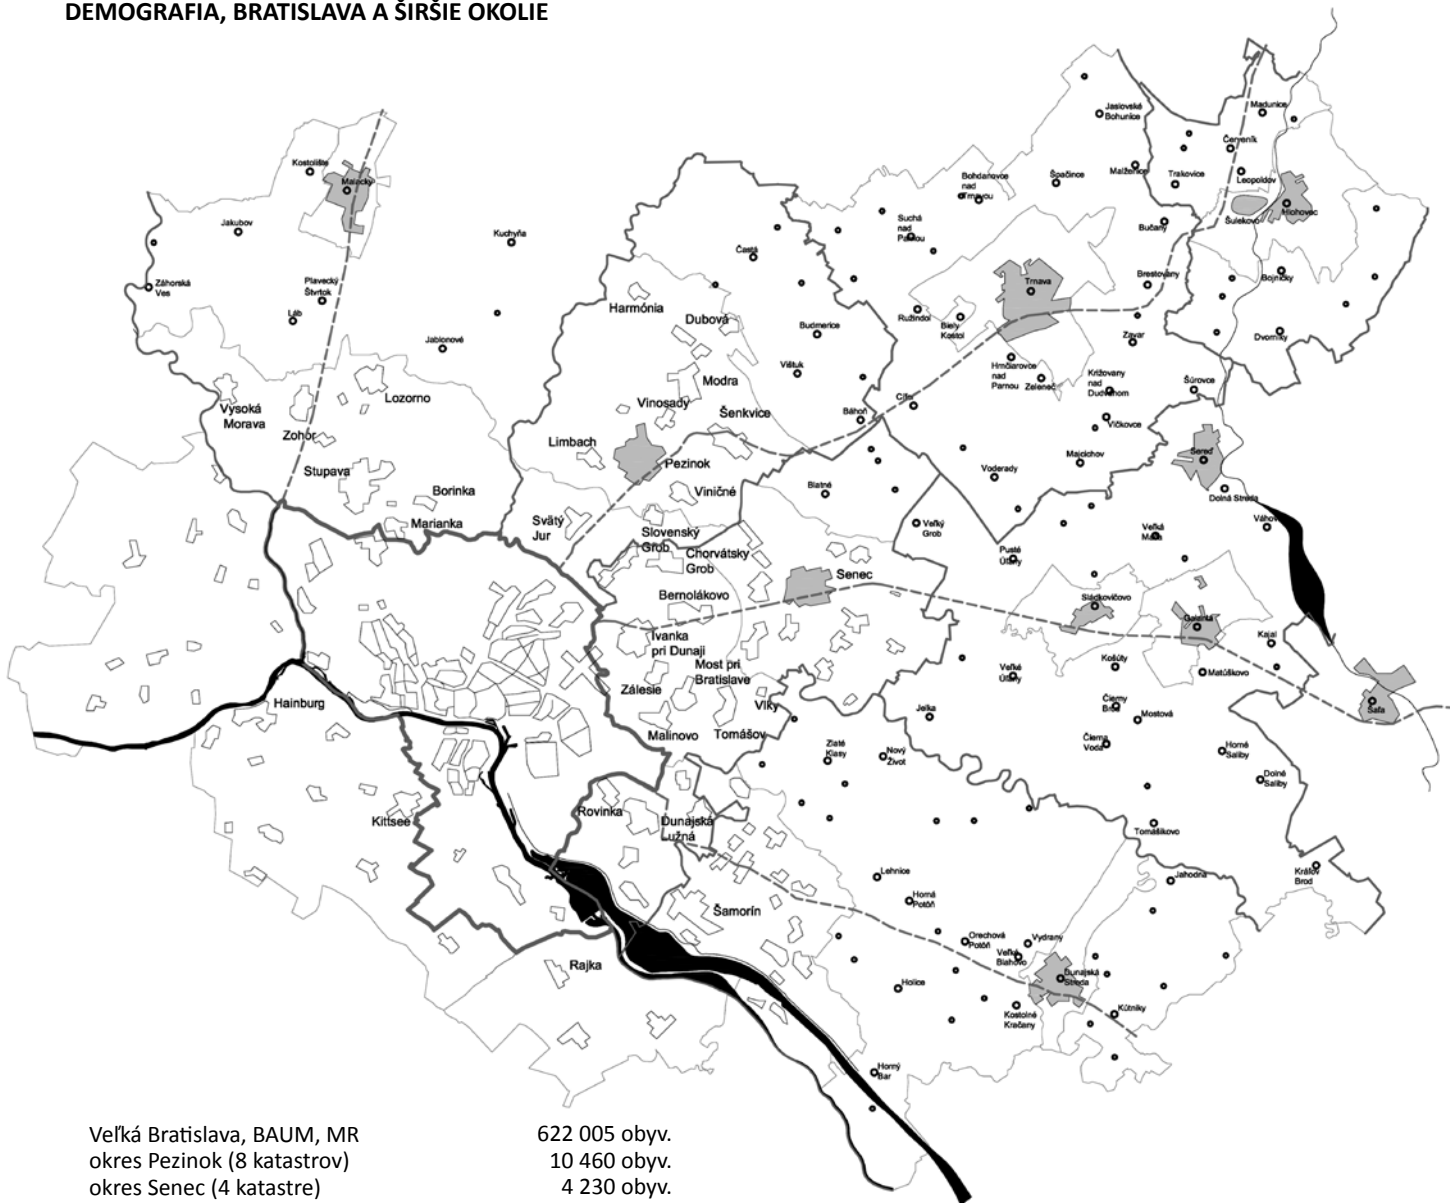 DEMOGRAFIA, BRATISLAVA A ŠIRŠIE OKOLIE
Jaslovské
Bohunice
Madunice
Červeník
Kostolište
Malacky
Bohdanovce
nad
Trnavou
Špačince
Malženice
Trakovice
Leopoldov
Hlohovec
Šulekovo
Suchá
nad
Parnou
Bučany
Jakubov
Kuchyňa
Častá
Záhorská
Ves
Plavecký
Štvrtok
Láb
Harmónia
Dubová
Trnava
Brestovany
Bojničky
Ružindol
Biely
Kostol
Budmerice
Zavar
Dvorníky
Jablonové
Vištuk
Hrnčiarovce
nad
Parnou
Zeleneč
Križovany
nad
Dudváhom
Šúrovce
Modra
Vinosady
Šenkvice
Lozorno
Vysoká
Morava
Zohor
Báhoň
Cífer
Vlčkovce
Limbach
Pezinok
Majcichov
Sereď
Stupava
Voderady
Borinka
Viničné
Blatné
Dolná Streda
Marianka
Svätý
Jur
Slovenský
Grob
Veľký
Grob
Veľká
Mača
Váhov
Chorvátsky
Grob
Pusté
Úľany
Senec
Bernolákovo
Sládkovičovo
Galanta
Ivanka
pri Dunaji
Kajal
Most pri
Bratislave
Košúty
Matúškovo
Veľké
Úľany
Zálesie
Hainburg
Vlky
Jelka
Čierny
Brod
Mostová
Šaľa
Malinovo
Tomášov
Zlaté
Klasy
Nový
Život
Čierna
Voda
Horné
Saliby
Dolné
Saliby
Kittsee
Rovinka
Dunajská
Lužná
Tomášikovo
Lehnice
Jahodná
Kráľov
Brod
Horná
Potôň
Šamorín
Orechová
Potôň
Vydrany
Veľké
Blahovo
Rajka
Holice
Dunajská
Streda
Kostolné
Kračany
Kútniky
Horný
Bar
Veľká Bratislava, BAUM, MR 622 005 obyv.
okres Pezinok (8 katastrov) 10 460 obyv.
okres Senec (4 katastre) 4 230 obyv.